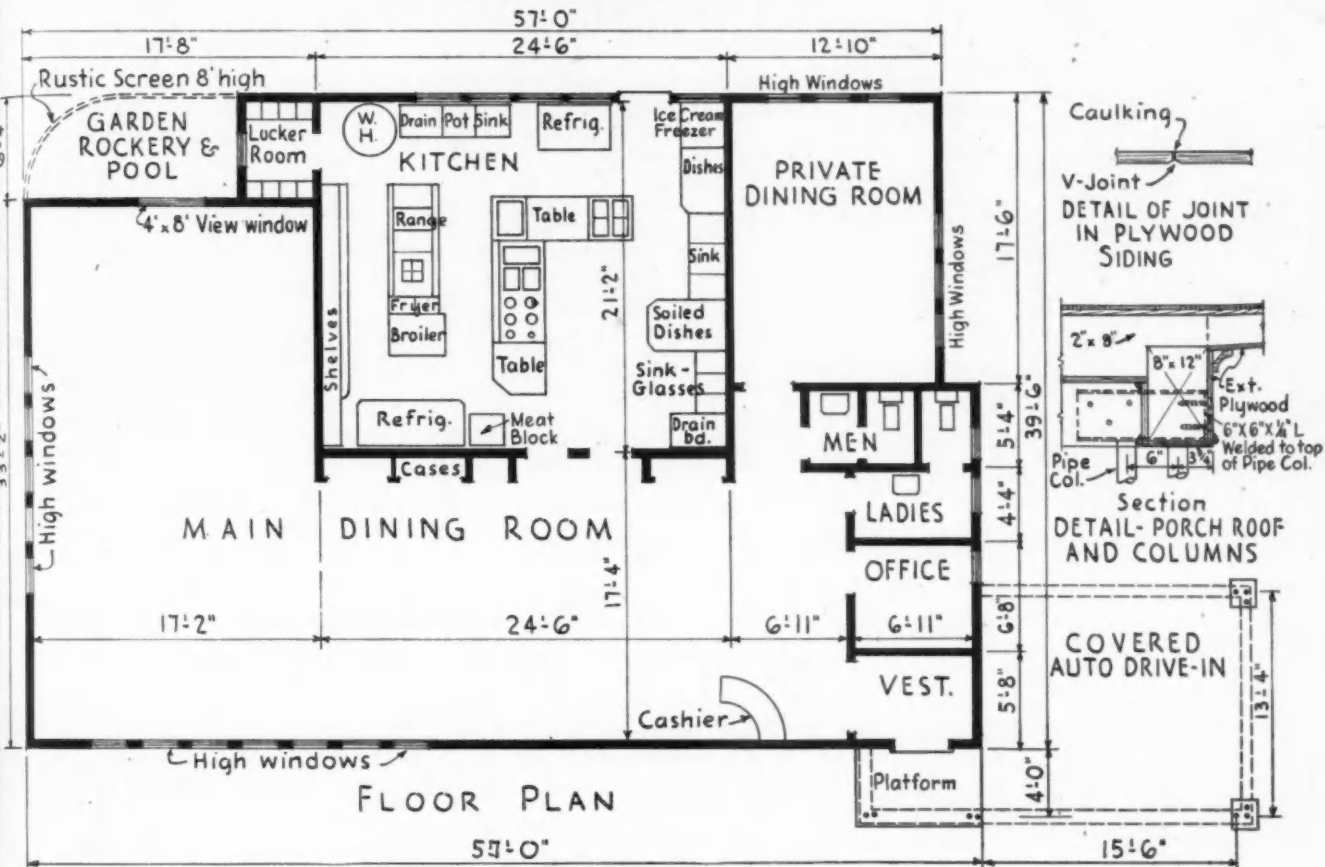 57'-0"
17'-8"
24'-6"
12'-10"
Rustic Screen 8' high
High Windows
GARDEN
ROCKERY &
POOL
Locker
Room
W.
H.
Drain
Pot
Sink
Refrig.
Ice Cream
Freezer
KITCHEN
Dishes
PRIVATE
DINING ROOM
Caulking
V-Joint
DETAIL OF JOINT
IN PLYWOOD
SIDING
4' x 8' View window
Range
Table
Sink
17'-6"
High Windows
Fryer
Broiler
21'-2"
Soiled
Dishes
Shelves
Table
Sink-
Glasses
2" x 8"
8" x 12"
Ext.
Plywood
6" X 6" X ¼" L
Welded to top
of Pipe Col.
Pipe
Col.
6"
Section
DETAIL - PORCH ROOF
AND COLUMNS
Refrig.
Meat
Block
Drain
bd.
MEN
5'-4"
39'-6"
High windows
Cases
LADIES
4'-4"
MAIN DINING ROOM
OFFICE
17'-4"
17'-2"
24'-6"
6'-11"
6'-11"
6'-8"
COVERED
AUTO DRIVE-IN
13'-4"
VEST.
5'-8"
Cashier
High windows
Platform
4'-0"
FLOOR PLAN
57'-0"
15'-6"